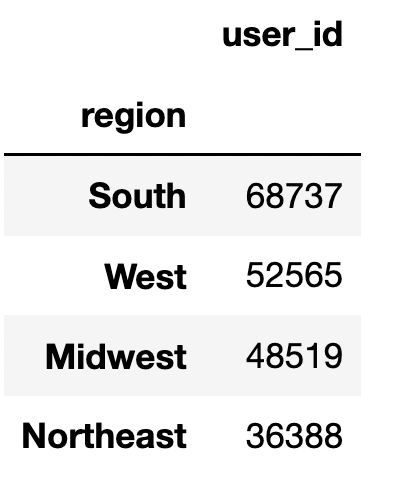 user_id
region
South 68737
West 52565
Midwest 48519
Northeast 36388